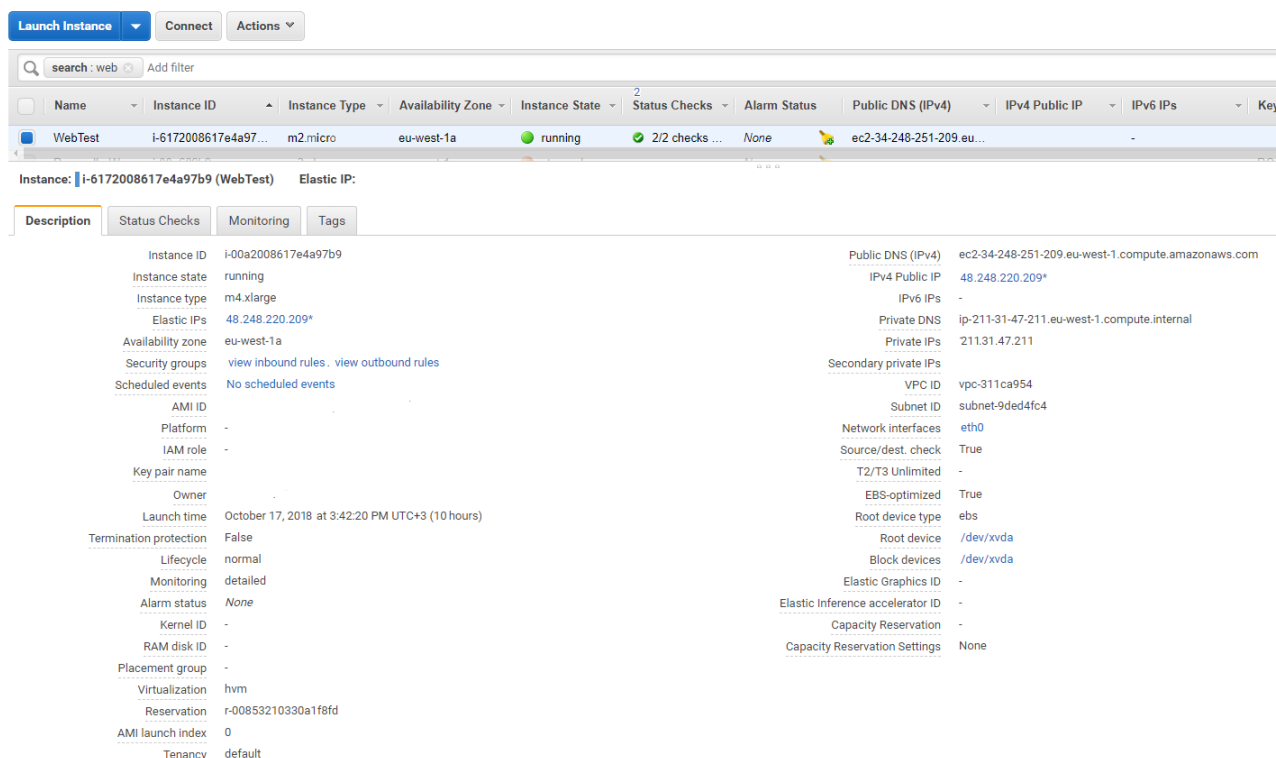 Launch Instance Connect Actions
search : web Add filter
2
Name Instance ID Instance Type Availability Zone Instance State Status Checks Alarm Status Public DNS (IPv4) IPv4 Public IP IPv6 IPs Key
WebTest i-6172008617e4a97... m2.micro eu-west-1a running 2/2 checks ... None ec2-34-248-251-209.eu... -
Instance: i-6172008617e4a97b9 (WebTest) Elastic IP:
Description Status Checks Monitoring Tags
Instance ID i-00a2008617e4a97b9 Public DNS (IPv4) ec2-34-248-251-209.eu-west-1.compute.amazonaws.com
Instance state running IPv4 Public IP 48.248.220.209*
Instance type m4.xlarge IPv6 IPs -
Elastic IPs 48.248.220.209* Private DNS ip-211-31-47-211.eu-west-1.compute.internal
Availability zone eu-west-1a Private IPs 211.31.47.211
Security groups view inbound rules. view outbound rules Secondary private IPs
Scheduled events No scheduled events VPC ID vpc-311ca954
AMI ID Subnet ID subnet-9ded4fc4
Platform - Network interfaces eth0
IAM role - Source/dest. check True
Key pair name T2/T3 Unlimited -
Owner EBS-optimized True
Launch time October 17, 2018 at 3:42:20 PM UTC+3 (10 hours) Root device type ebs
Termination protection False Root device /dev/xvda
Lifecycle normal Block devices /dev/xvda
Monitoring detailed Elastic Graphics ID -
Alarm status None Elastic Inference accelerator ID -
Kernel ID - Capacity Reservation -
RAM disk ID - Capacity Reservation Settings None
Placement group -
Virtualization hvm
Reservation r-00853210330a1f8fd
AMI launch index 0
Tenancy default